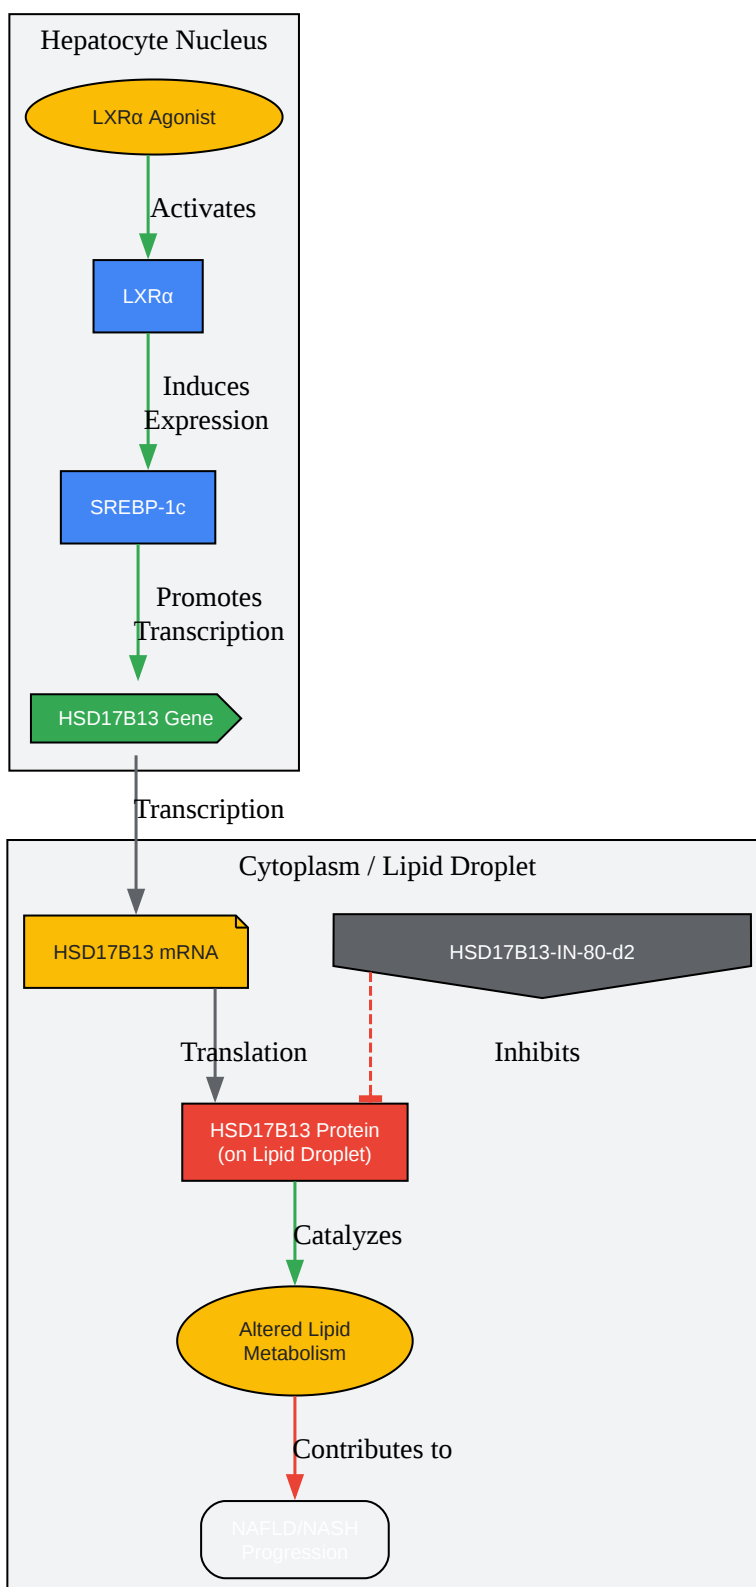 Hepatocyte Nucleus
LXRα Agonist
Activates
LXRα
Induces
Expression
SREBP-1c
Promotes
Transcription
HSD17B13 Gene
Transcription
Cytoplasm / Lipid Droplet
HSD17B13 mRNA
HSD17B13-IN-80-d2
Translation
Inhibits
HSD17B13 Protein
(on Lipid Droplet)
Catalyzes
Altered Lipid
Metabolism
Contributes to
NAFLD/NASH
Progression